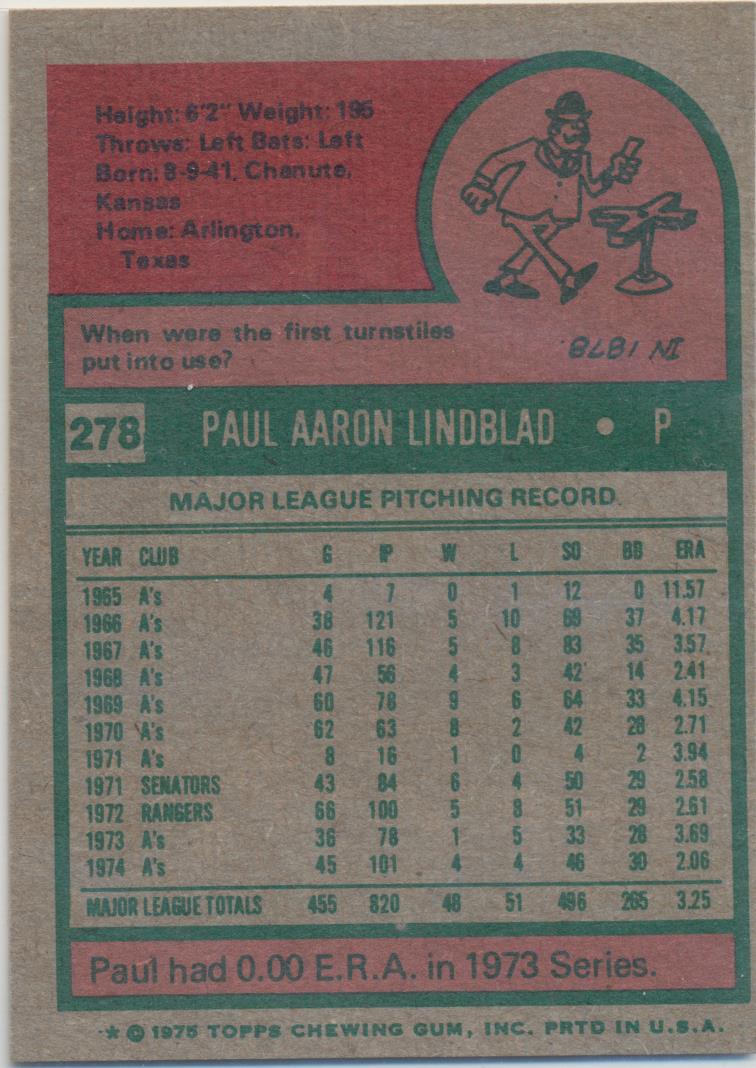 Height: 6'2" Weight: 195
Throws: Left Bats: Left
Born: 8-9-41, Chanute,
Kansas
Home: Arlington,
Texas
When were the first turnstiles
put into use?
IN 1878.
278 PAUL AARON LINDBLAD • P
MAJOR LEAGUE PITCHING RECORD
YEAR CLUB G IP W L SO BB ERA
1965 A's 4 7 0 1 12 0 11.57
1966 A's 38 121 5 10 69 37 4.17
1967 A's 46 116 5 8 83 35 3.57
1968 A's 47 56 4 3 42 14 2.41
1969 A's 60 78 9 6 64 33 4.15
1970 A's 62 63 8 2 42 28 2.71
1971 A's 8 16 1 0 4 2 3.94
1971 SENATORS 43 84 6 4 50 29 2.58
1972 RANGERS 66 100 5 8 51 29 2.61
1973 A's 36 78 1 5 33 28 3.69
1974 A's 45 101 4 4 46 30 2.06
MAJOR LEAGUE TOTALS 455 820 48 51 496 265 3.25
Paul had 0.00 E.R.A. in 1973 Series.
* © 1975 TOPPS CHEWING GUM, INC. PRTD IN U.S.A.